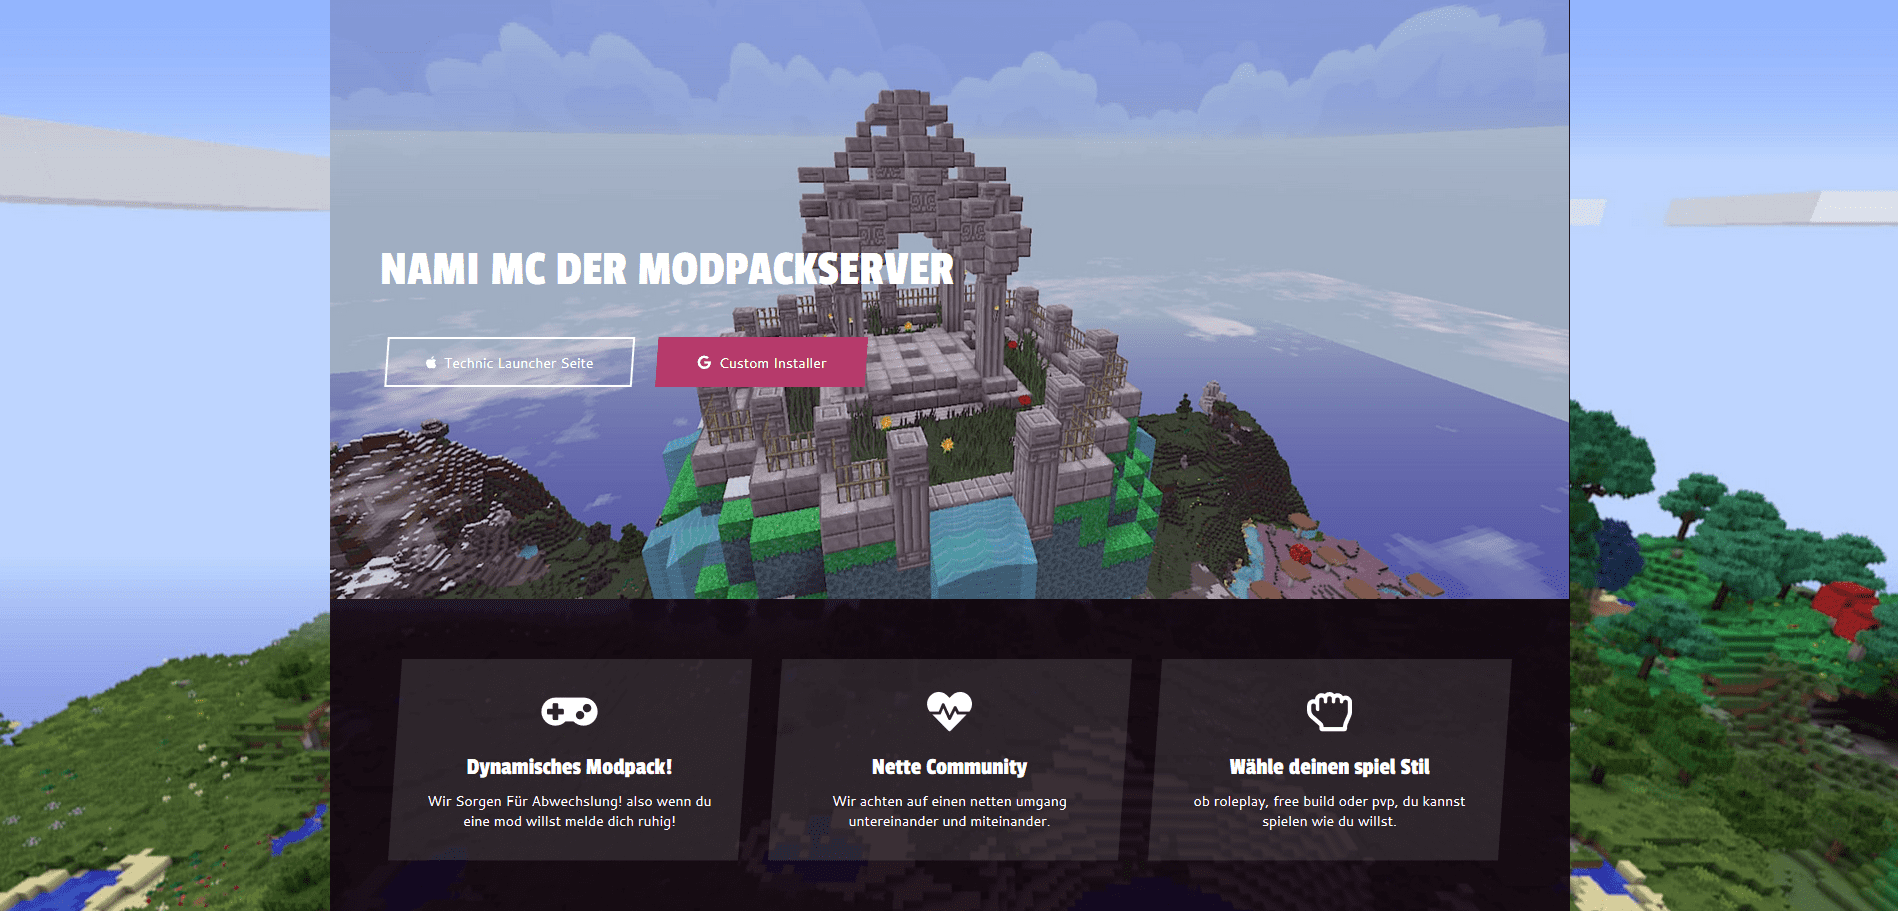 NAMI MC DER MODPACKSERVER
Technic Launcher Seite
Custom Installer
Dynamisches Modpack!
Wir Sorgen Für Abwechslung! also wenn du
eine mod willst melde dich ruhig!
Nette Community
Wir achten auf einen netten umgang
untereinander und miteinander.
Wähle deinen spiel Stil
ob roleplay, free build oder pvp, du kannst
spielen wie du willst.